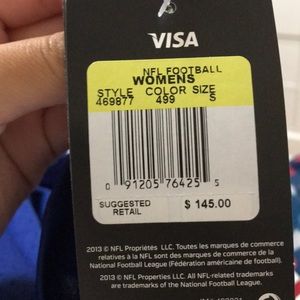 VISA
NFL FOOTBALL
WOMENS
STYLE COLOR SIZE
469877 499 S
0 91205 76425 5
SUGGESTED
RETAIL $ 145.00
2013 © NFL Propriétés LLC. Toutes les marques de commerce
relatives à la NFL sont des marques de commerce de la
National Football League (Fédération américaine de football).
2013 © NFL Properties LLC. All NFL-related trademarks
are trademarks of the National Football League.